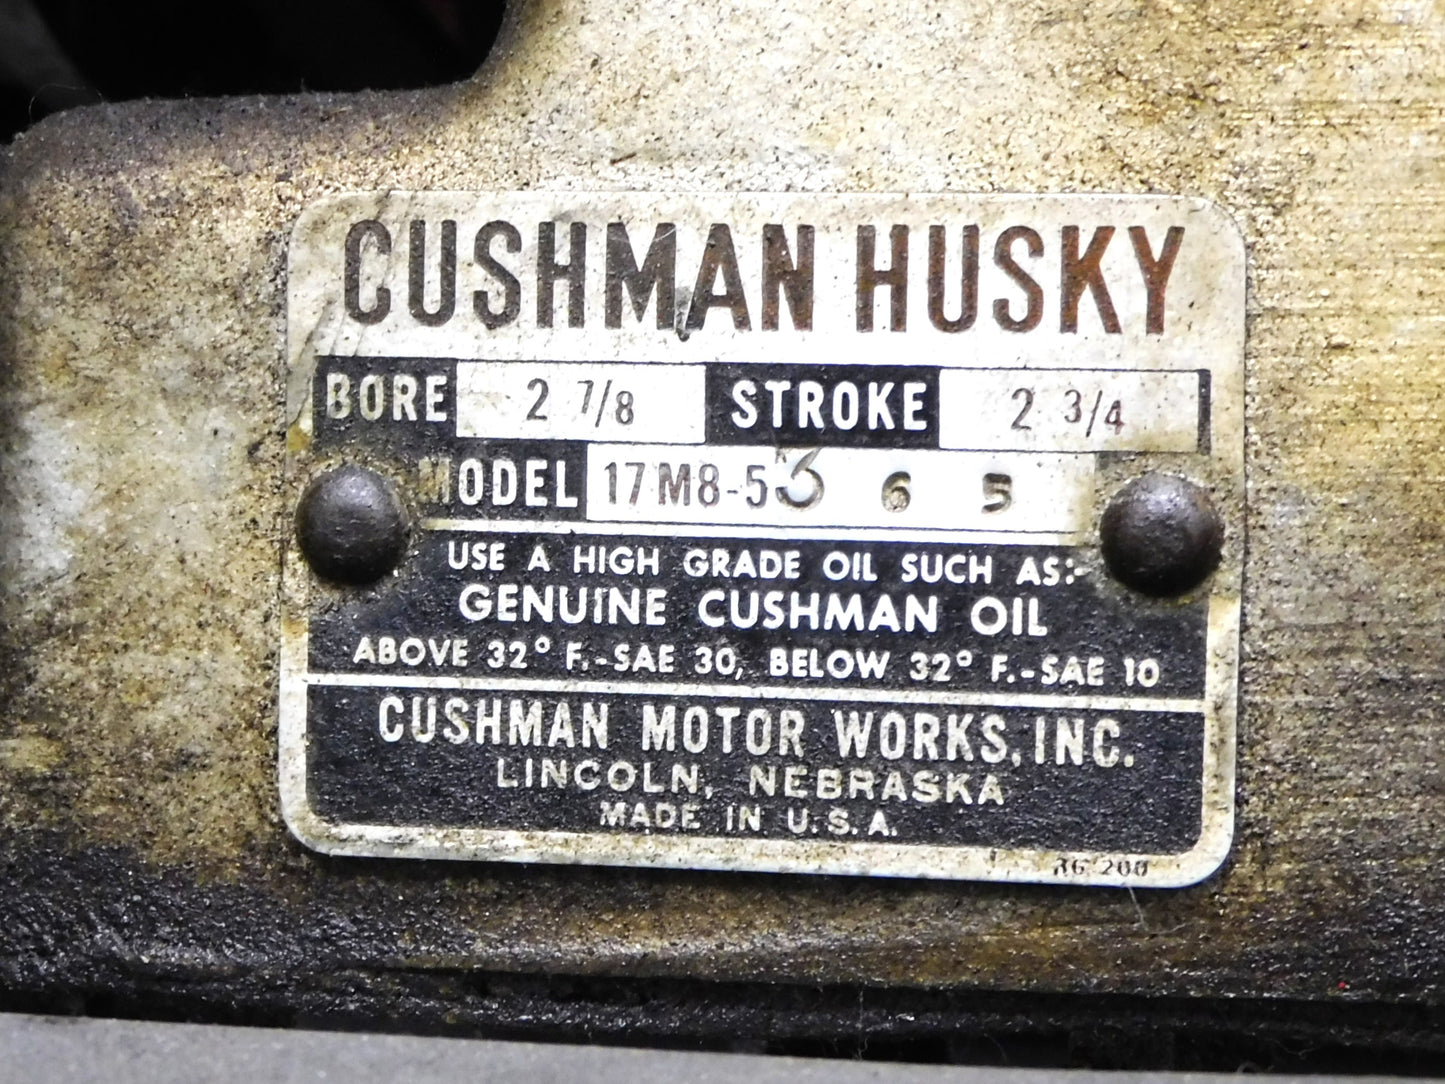 CUSHMAN HUSKY
BORE 2 7/8 STROKE 2 3/4
MODEL 17M8-53 6 5
USE A HIGH GRADE OIL SUCH AS:-
GENUINE CUSHMAN OIL
ABOVE 32° F.-SAE 30, BELOW 32° F.-SAE 10
CUSHMAN MOTOR WORKS, INC.
LINCOLN, NEBRASKA
MADE IN U.S.A.
200